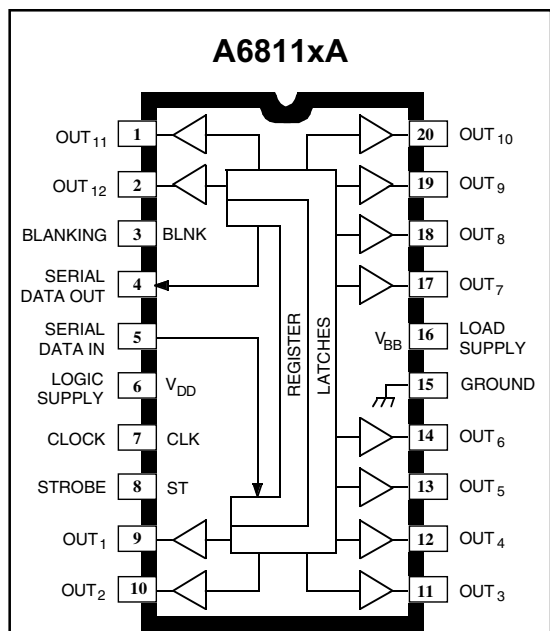 A6811xA
OUT11 1 20 OUT10
OUT12 2 19 OUT9
BLANKING 3 BLNK 18 OUT8
SERIAL
DATA OUT 4 17 OUT7
SERIAL
DATA IN 5 VBB 16 LOAD
SUPPLY
LOGIC
SUPPLY 6 VDD 15 GROUND
REGISTER
LATCHES
CLOCK 7 CLK 14 OUT6
STROBE 8 ST 13 OUT5
OUT1 9 12 OUT4
OUT2 10 11 OUT3